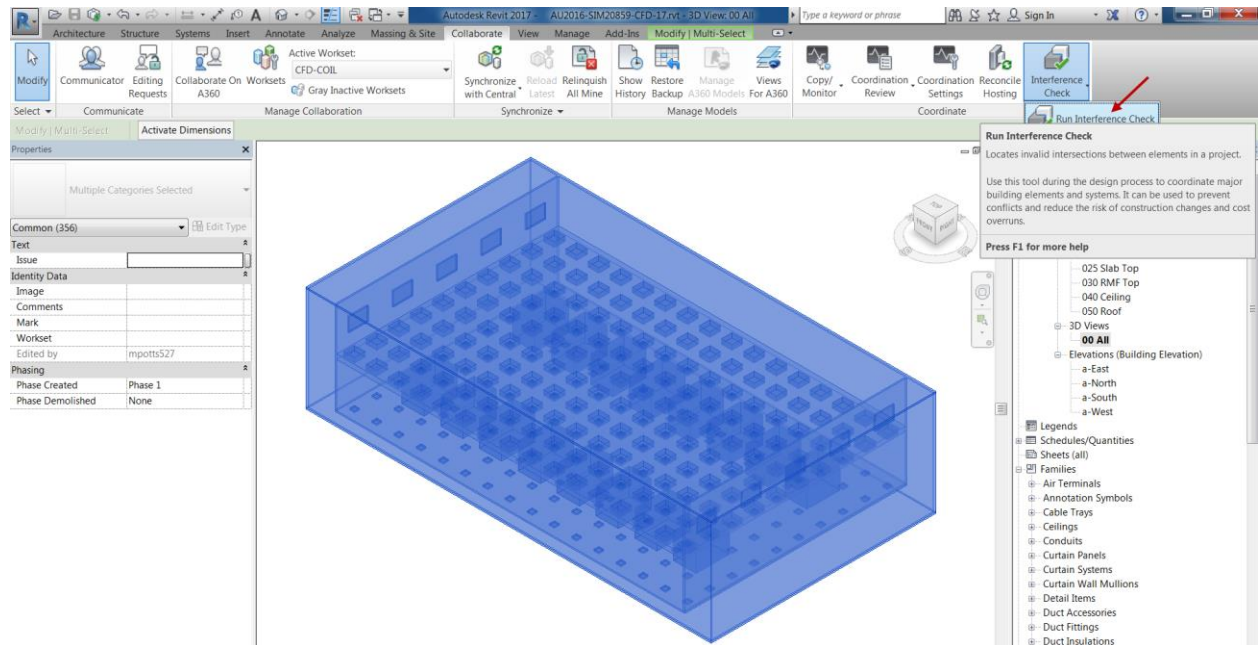 Autodesk Revit 2017 - AU2016-SIM20859-CFD-17.rvt - 3D View: 00 All
Type a keyword or phrase
Sign In
Architecture Structure Systems Insert Annotate Analyze Massing & Site Collaborate View Manage Add-Ins Modify | Multi-Select
Modify
Communicator
Editing Requests
Collaborate On A360
Worksets
Active Workset:
CFD-COIL
Gray Inactive Worksets
Synchronize with Central
Reload Latest
Relinquish All Mine
Show History
Restore Backup
Manage A360 Models
Views For A360
Copy/ Monitor
Coordination Review
Coordination Settings
Reconcile Hosting
Interference Check
Select Communicate Manage Collaboration Synchronize Manage Models Coordinate
Run Interference Check
Modify | Multi-Select Activate Dimensions
Properties
Multiple Categories Selected
Common (356) Edit Type
Text
Issue
Identity Data
Image
Comments
Mark
Workset
Edited by mpotts527
Phasing
Phase Created Phase 1
Phase Demolished None
TOP
FRONT RIGHT
Run Interference Check
Locates invalid intersections between elements in a project.
Use this tool during the design process to coordinate major
building elements and systems. It can be used to prevent
conflicts and reduce the risk of construction changes and cost
overruns.
Press F1 for more help
025 Slab Top
030 RMF Top
040 Ceiling
050 Roof
3D Views
00 All
Elevations (Building Elevation)
a-East
a-North
a-South
a-West
Legends
Schedules/Quantities
Sheets (all)
Families
Air Terminals
Annotation Symbols
Cable Trays
Ceilings
Conduits
Curtain Panels
Curtain Systems
Curtain Wall Mullions
Detail Items
Duct Accessories
Duct Fittings
Duct Insulations